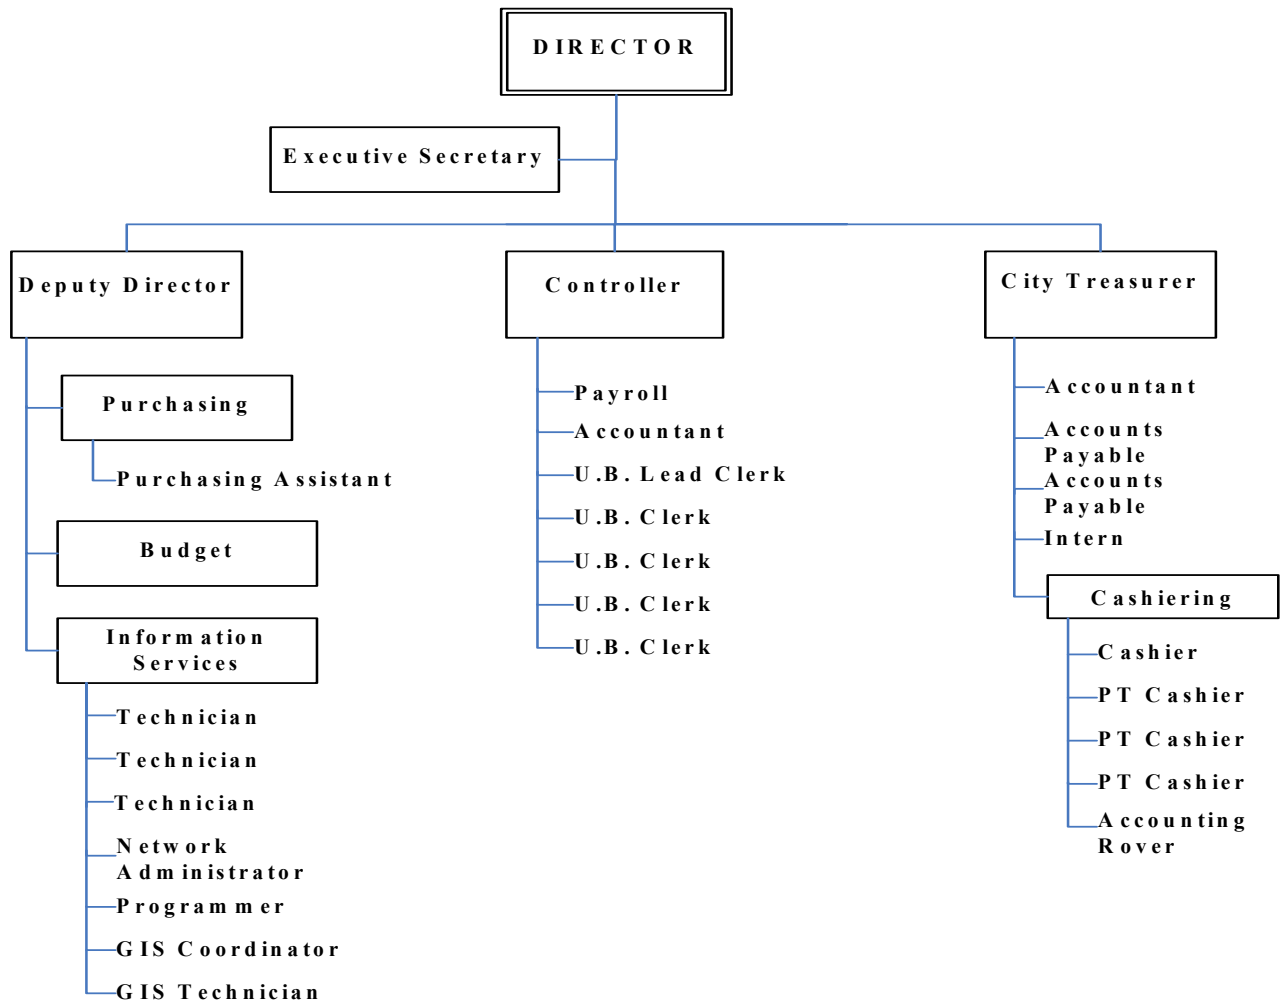 DIRECTOR
Executive Secretary
Deputy Director
Controller
City Treasurer
Purchasing
Purchasing Assistant
Budget
Information
Services
Technician
Technician
Technician
Network
Administrator
Programmer
GIS Coordinator
GIS Technician
Payroll
Accountant
U.B. Lead Clerk
U.B. Clerk
U.B. Clerk
U.B. Clerk
U.B. Clerk
Accountant
Accounts
Payable
Accounts
Payable
Intern
Cashiering
Cashier
PT Cashier
PT Cashier
PT Cashier
Accounting
Rover